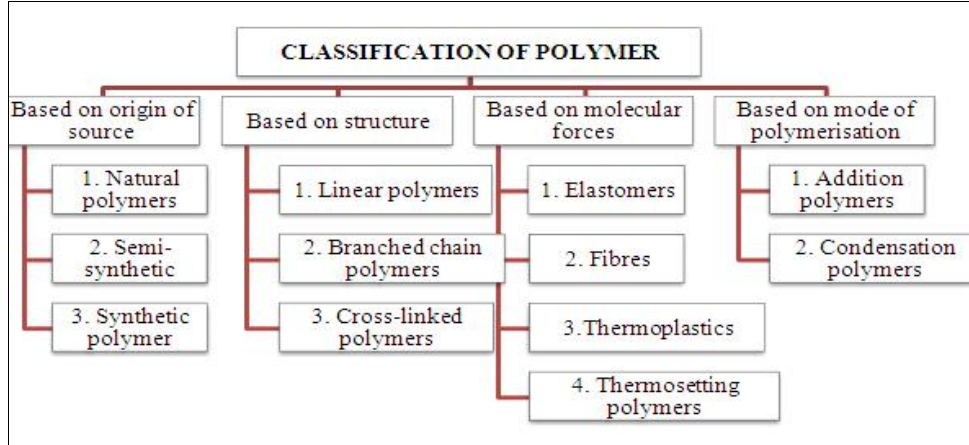 CLASSIFICATION OF POLYMER
Based on origin of
source
1. Natural
polymers
2. Semi-
synthetic
3. Synthetic
polymer
Based on structure
1. Linear polymers
2. Branched chain
polymers
3. Cross-linked
polymers
Based on molecular
forces
1. Elastomers
2. Fibres
3.Thermoplastics
4. Thermosetting
polymers
Based on mode of
polymerisation
1. Addition
polymers
2. Condensation
polymers